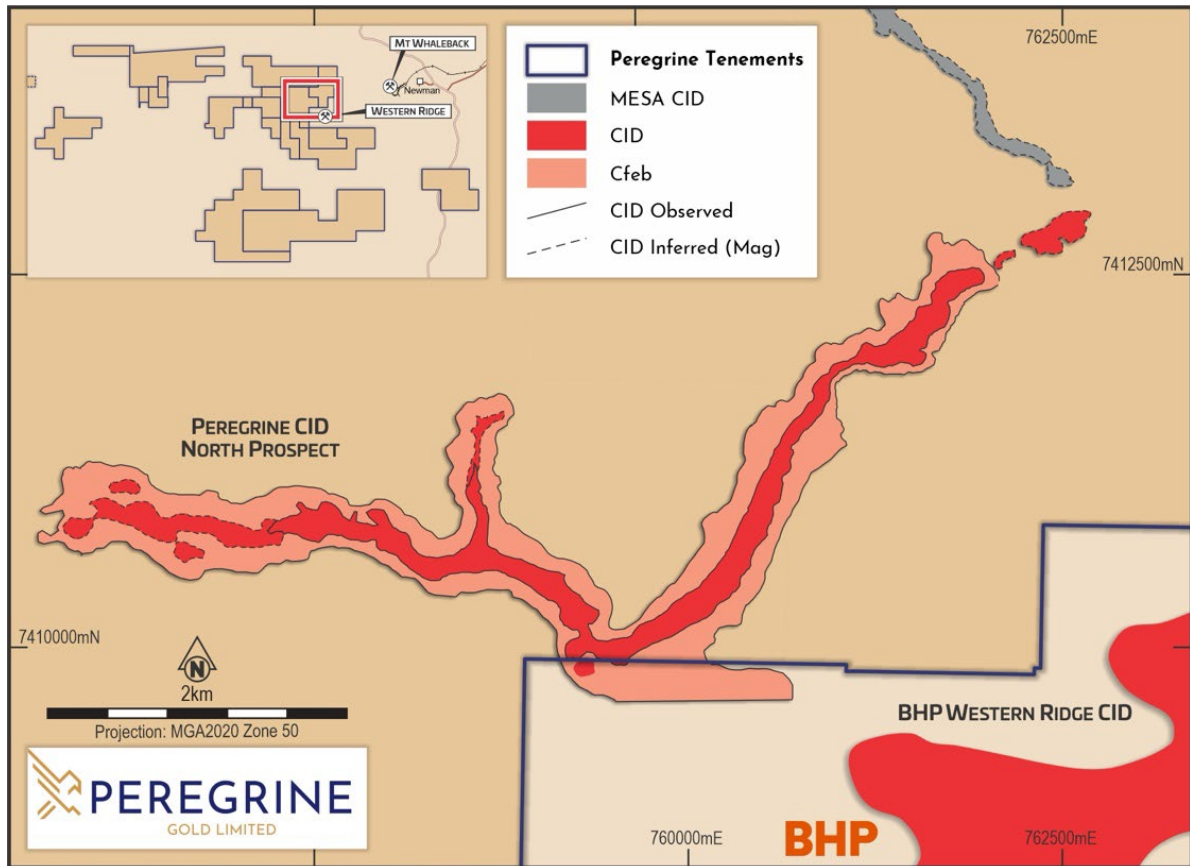 MT WHALEBACK
Newman
WESTERN RIDGE
Peregrine Tenements
MESA CID
CID
Cfeb
CID Observed
CID Inferred (Mag)
762500mE
7412500mN
PEREGRINE CID
NORTH PROSPECT
7410000mN
N
2km
Projection: MGA2020 Zone 50
BHP WESTERN RIDGE CID
PEREGRINE
GOLD LIMITED
760000mE
BHP
762500mE